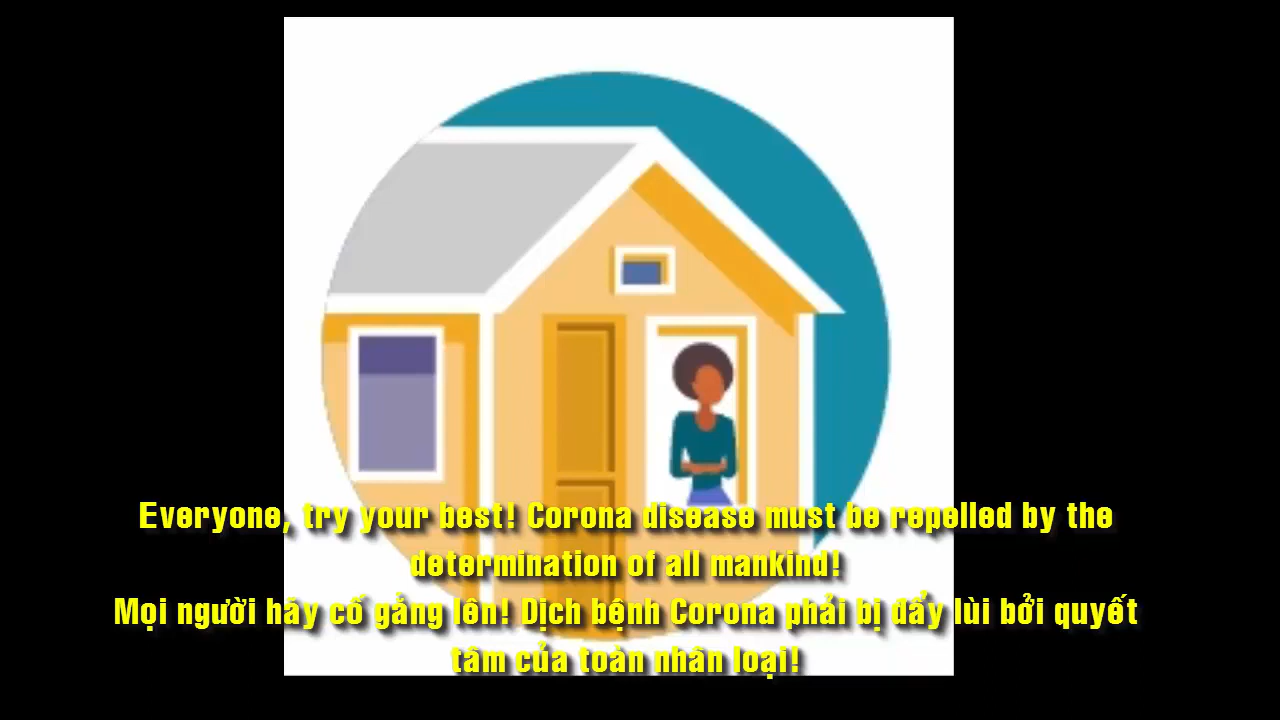 Everyone, try your best! Corona disease must be repelled by the
determination of all mankind!
Mọi người hãy cố gắng lên! Dịch bệnh Corona phải bị đẩy lùi bởi quyết
tâm của toàn nhân loại!